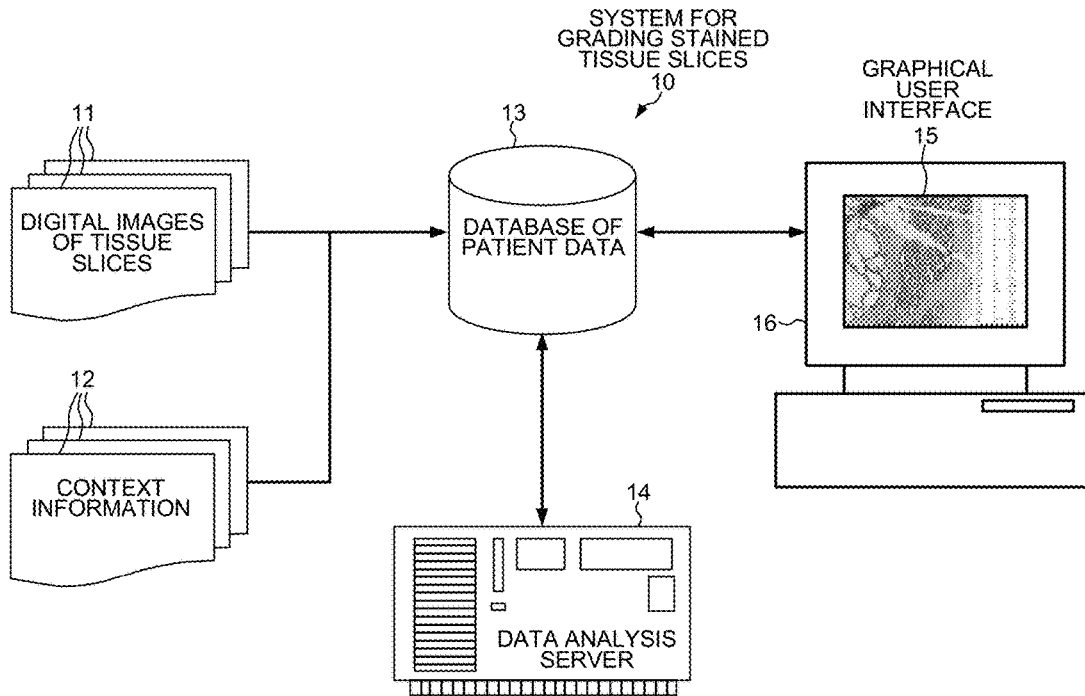 SYSTEM FOR
GRADING STAINED
TISSUE SLICES
10
GRAPHICAL
USER
INTERFACE
15
11
13
DIGITAL IMAGES
OF TISSUE
SLICES
DATABASE OF
PATIENT DATA
16
12
CONTEXT
INFORMATION
14
DATA ANALYSIS
SERVER